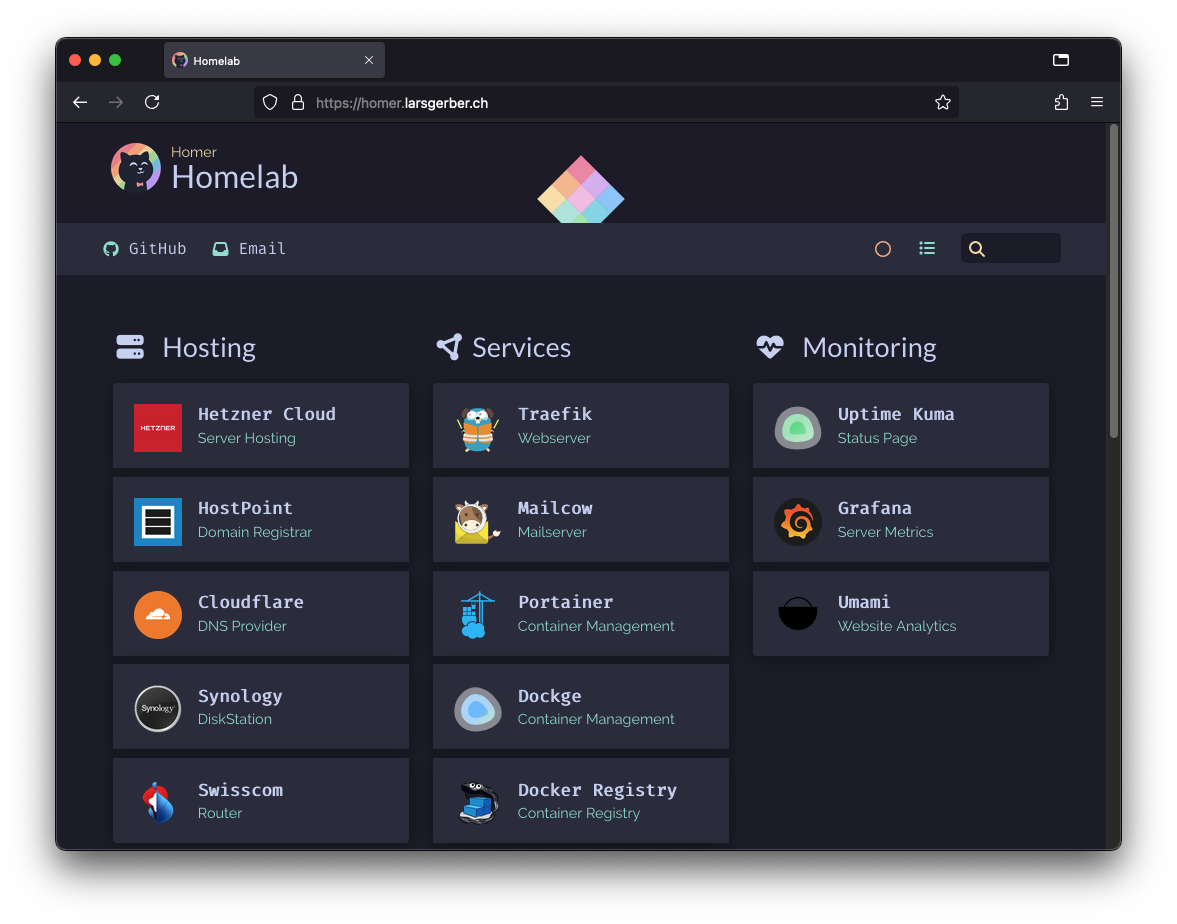 Homelab
https://homer.larsgerber.ch
Homer
Homelab
GitHub
Email
Hosting
HETZNER
Hetzner Cloud
Server Hosting
HostPoint
Domain Registrar
Cloudflare
DNS Provider
Synology
Synology
DiskStation
Swisscom
Router
Services
Traefik
Webserver
Mailcow
Mailserver
Portainer
Container Management
Dockge
Container Management
Docker Registry
Container Registry
Monitoring
Uptime Kuma
Status Page
Grafana
Server Metrics
Umami
Website Analytics